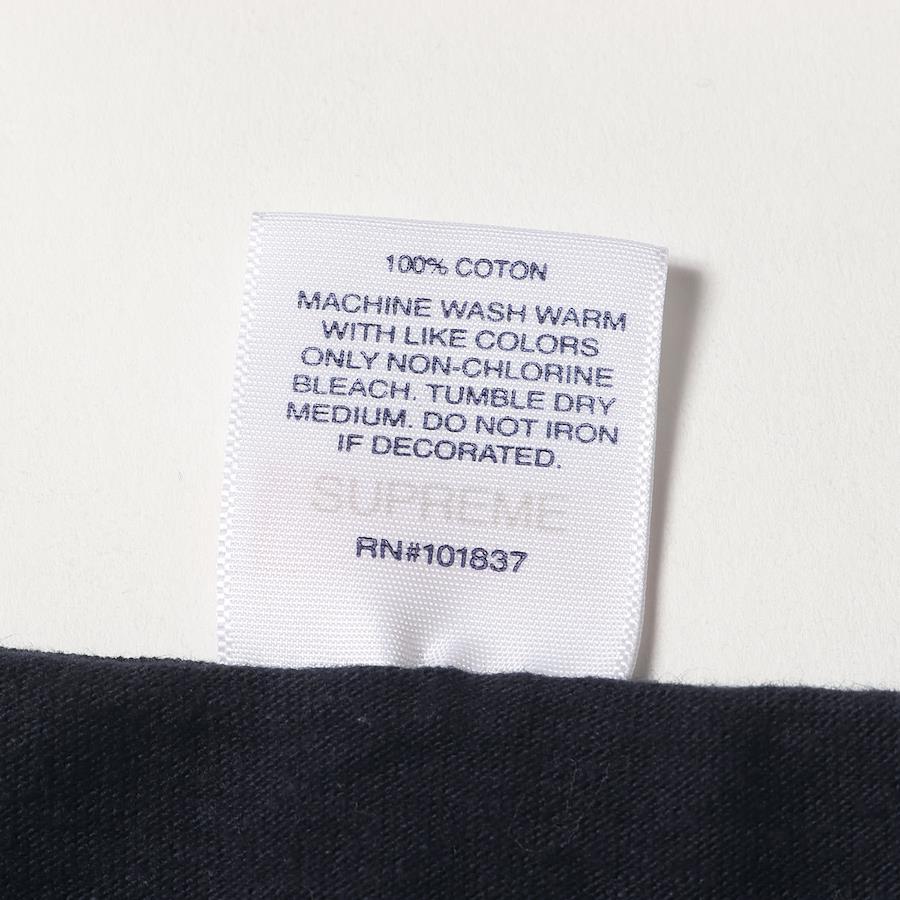 100% COTON
MACHINE WASH WARM
WITH LIKE COLORS
ONLY NON-CHLORINE
BLEACH. TUMBLE DRY
MEDIUM. DO NOT IRON
IF DECORATED.
SUPREME
RN#101837